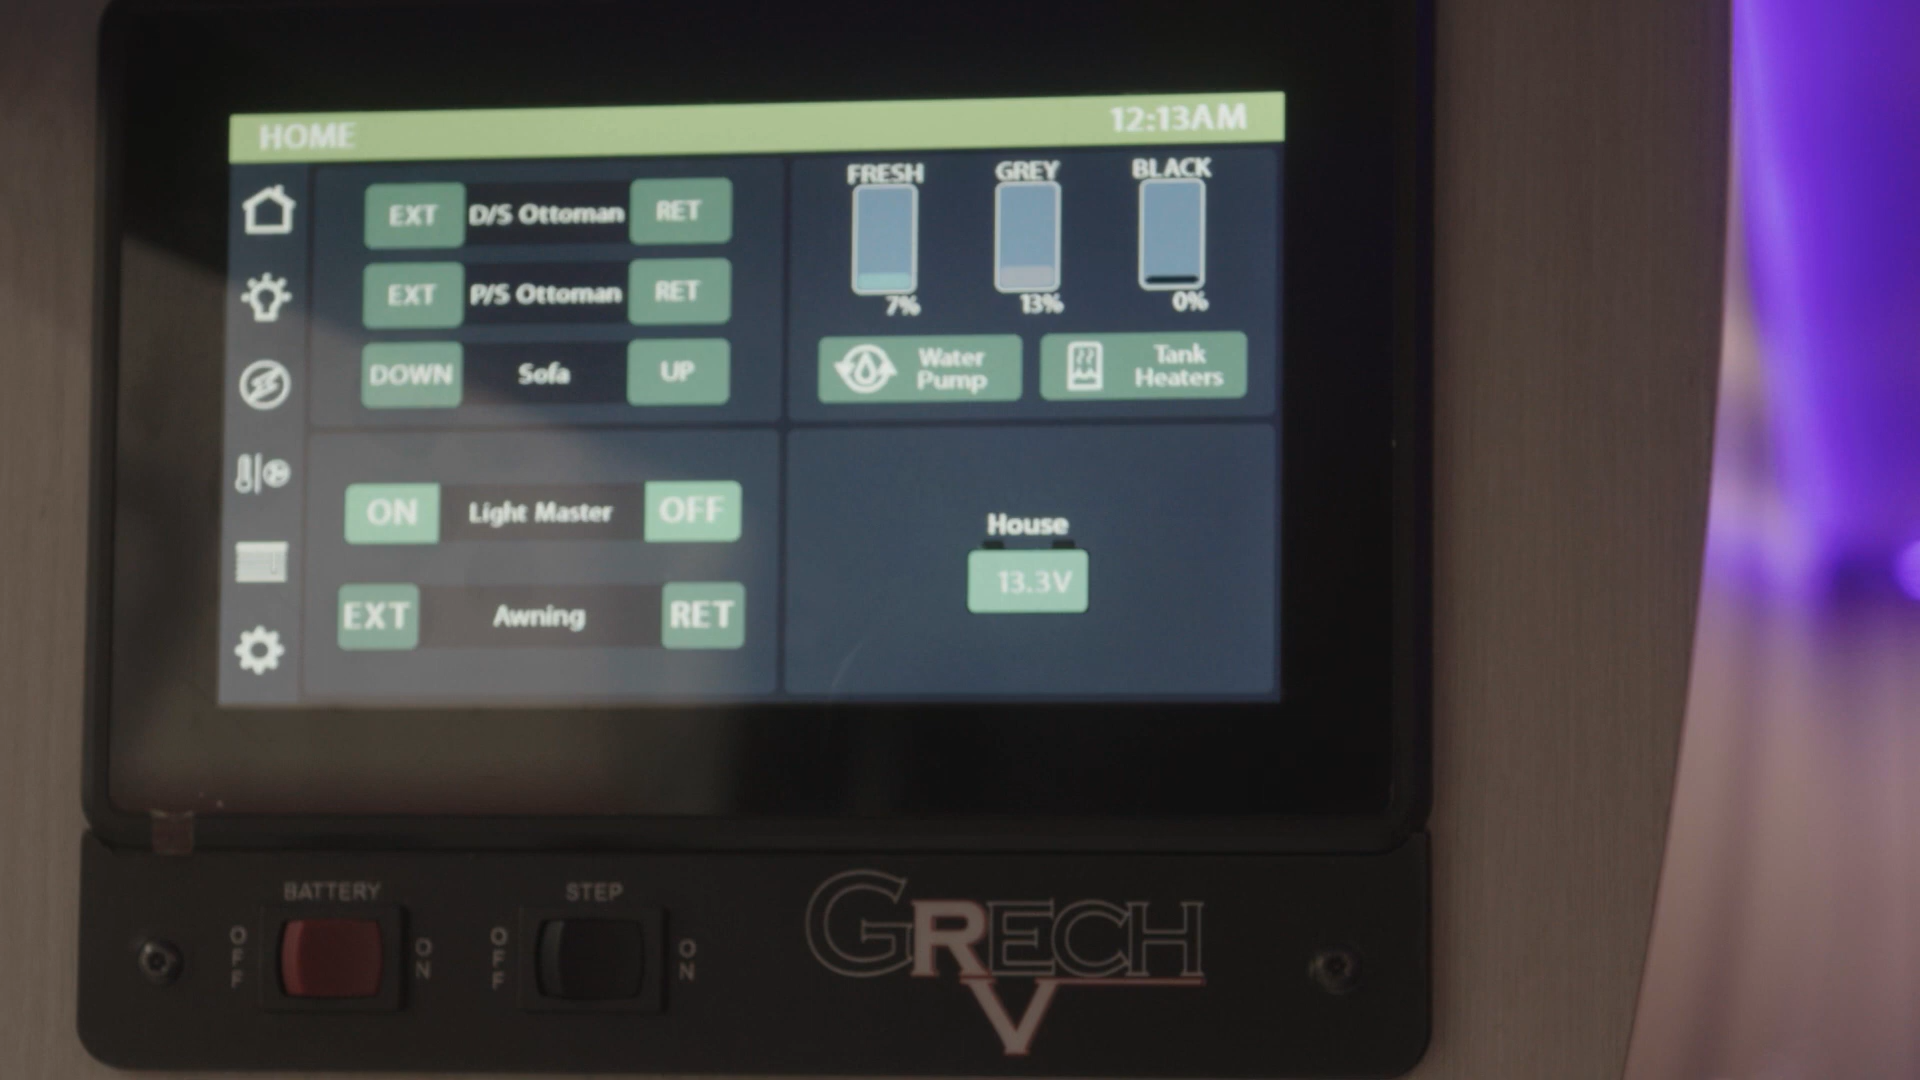 HOME 12:13AM
EXT D/S Ottoman RET
EXT P/S Ottoman RET
DOWN Sofa UP
FRESH GREY BLACK
7% 13% 0%
Water
Pump
Tank
Heaters
ON Light Master OFF
EXT Awning RET
House
13.3V
BATTERY
OFF
ON
STEP
OFF
ON
GRECH
RV